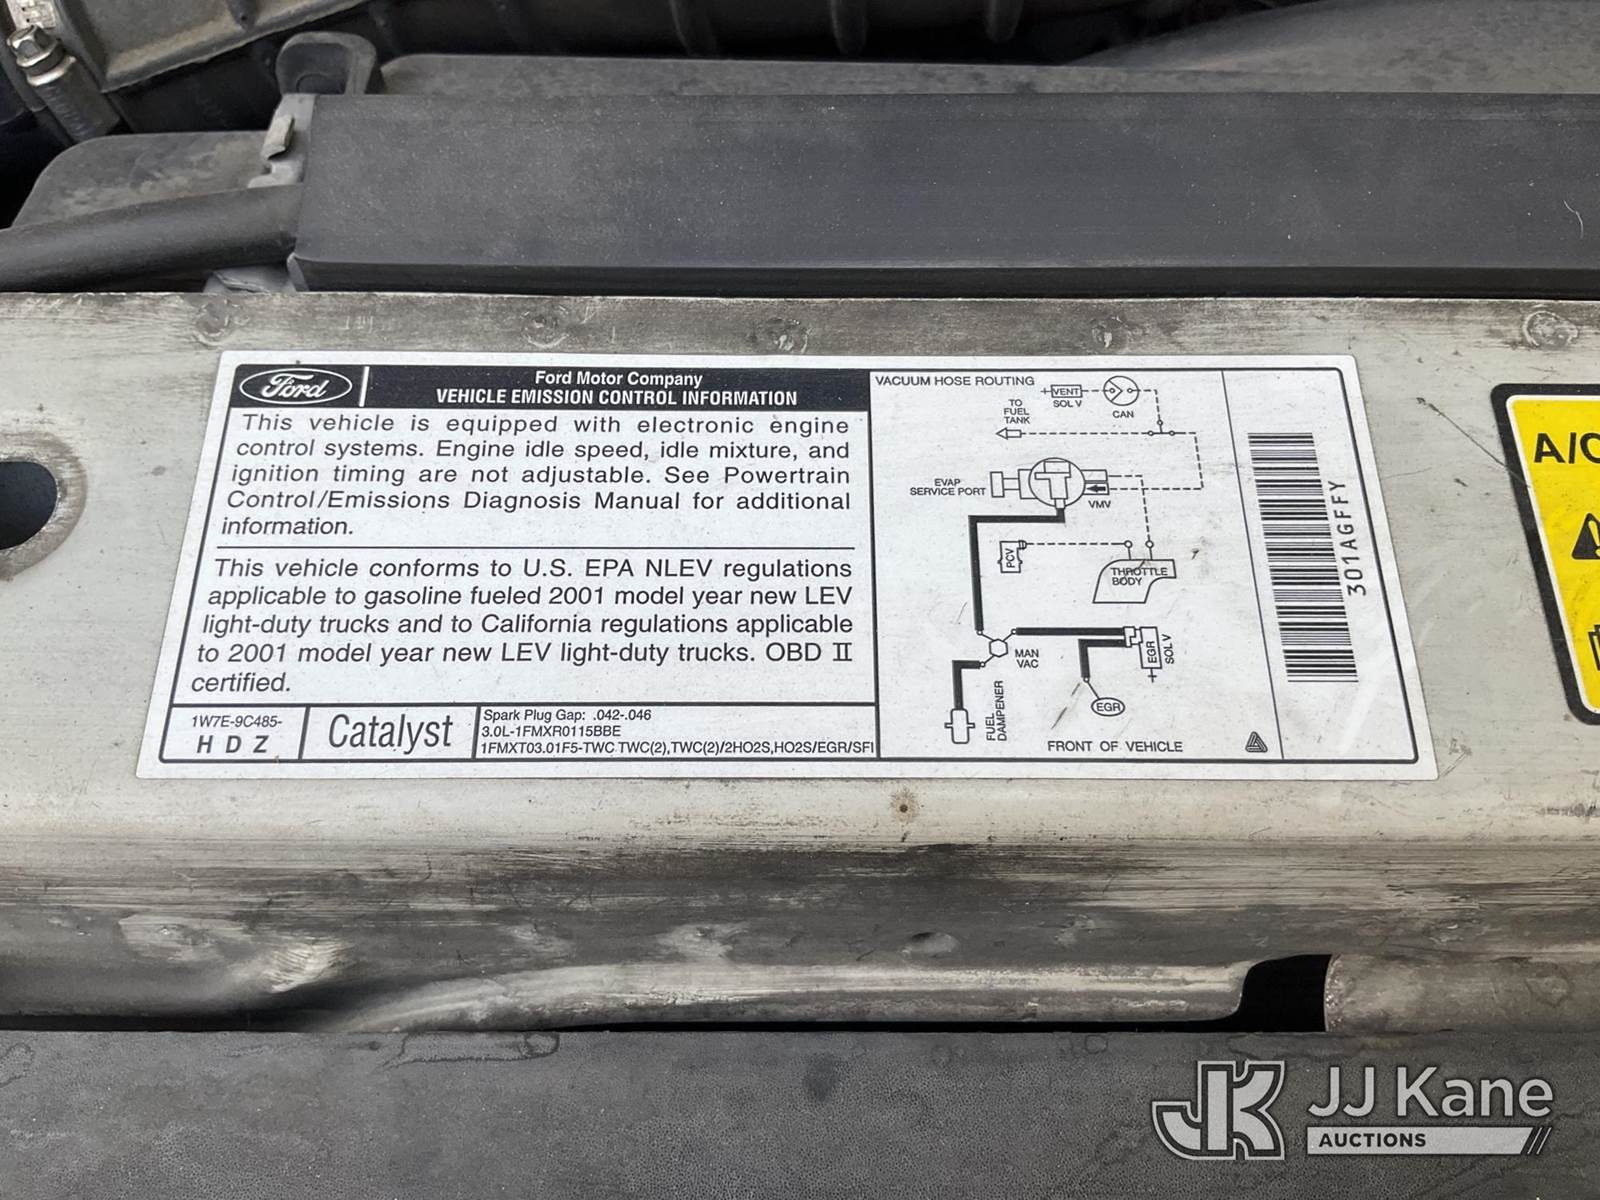 Ford
Ford Motor Company
VEHICLE EMISSION CONTROL INFORMATION
This vehicle is equipped with electronic engine
control systems. Engine idle speed, idle mixture, and
ignition timing are not adjustable. See Powertrain
Control/Emissions Diagnosis Manual for additional
information.
This vehicle conforms to U.S. EPA NLEV regulations
applicable to gasoline fueled 2001 model year new LEV
light-duty trucks and to California regulations applicable
to 2001 model year new LEV light-duty trucks. OBD II
certified.
1W7E-9C485-
HDZ
Catalyst
Spark Plug Gap: .042-.046
3.0L-1FMXR0115BBE
1FMXT03.01F5-TWC TWC(2),TWC(2)/2HO2S,HO2S/EGR/SFI
VACUUM HOSE ROUTING
+VENT-
SOL V
CAN
TO
FUEL
TANK
EVAP
SERVICE PORT
VMV
PCV
THROTTLE
BODY
MAN
VAC
EGR
SOL V
+
EGR
FUEL
DAMPENER
FRONT OF VEHICLE
301AGFFY
A/C
JK
JJ Kane
AUCTIONS